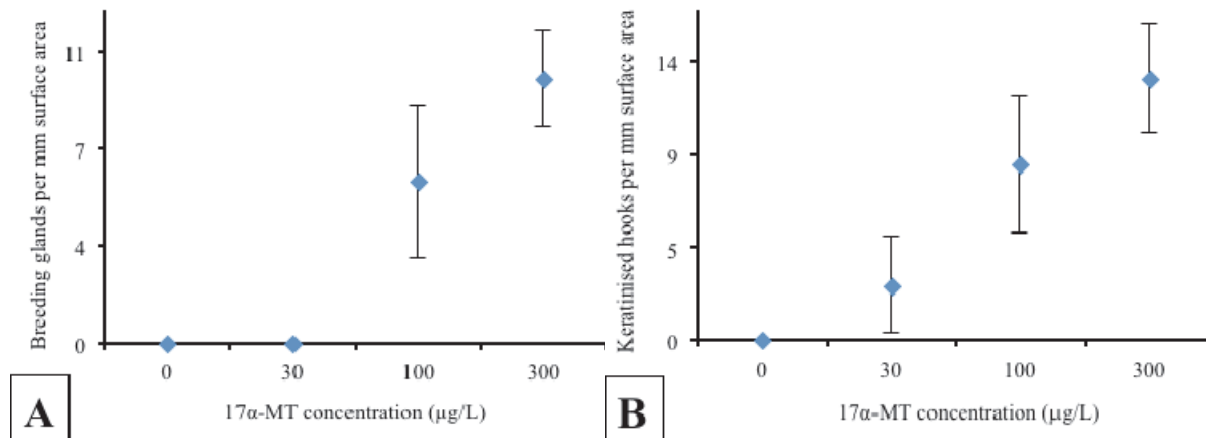 Breeding glands per mm surface area
11
7
4
0
0 30 100 300
17α-MT concentration (µg/L)
A
Keratinised hooks per mm surface area
14
9
5
0
0 30 100 300
17α=MT concentration (µg/L)
B